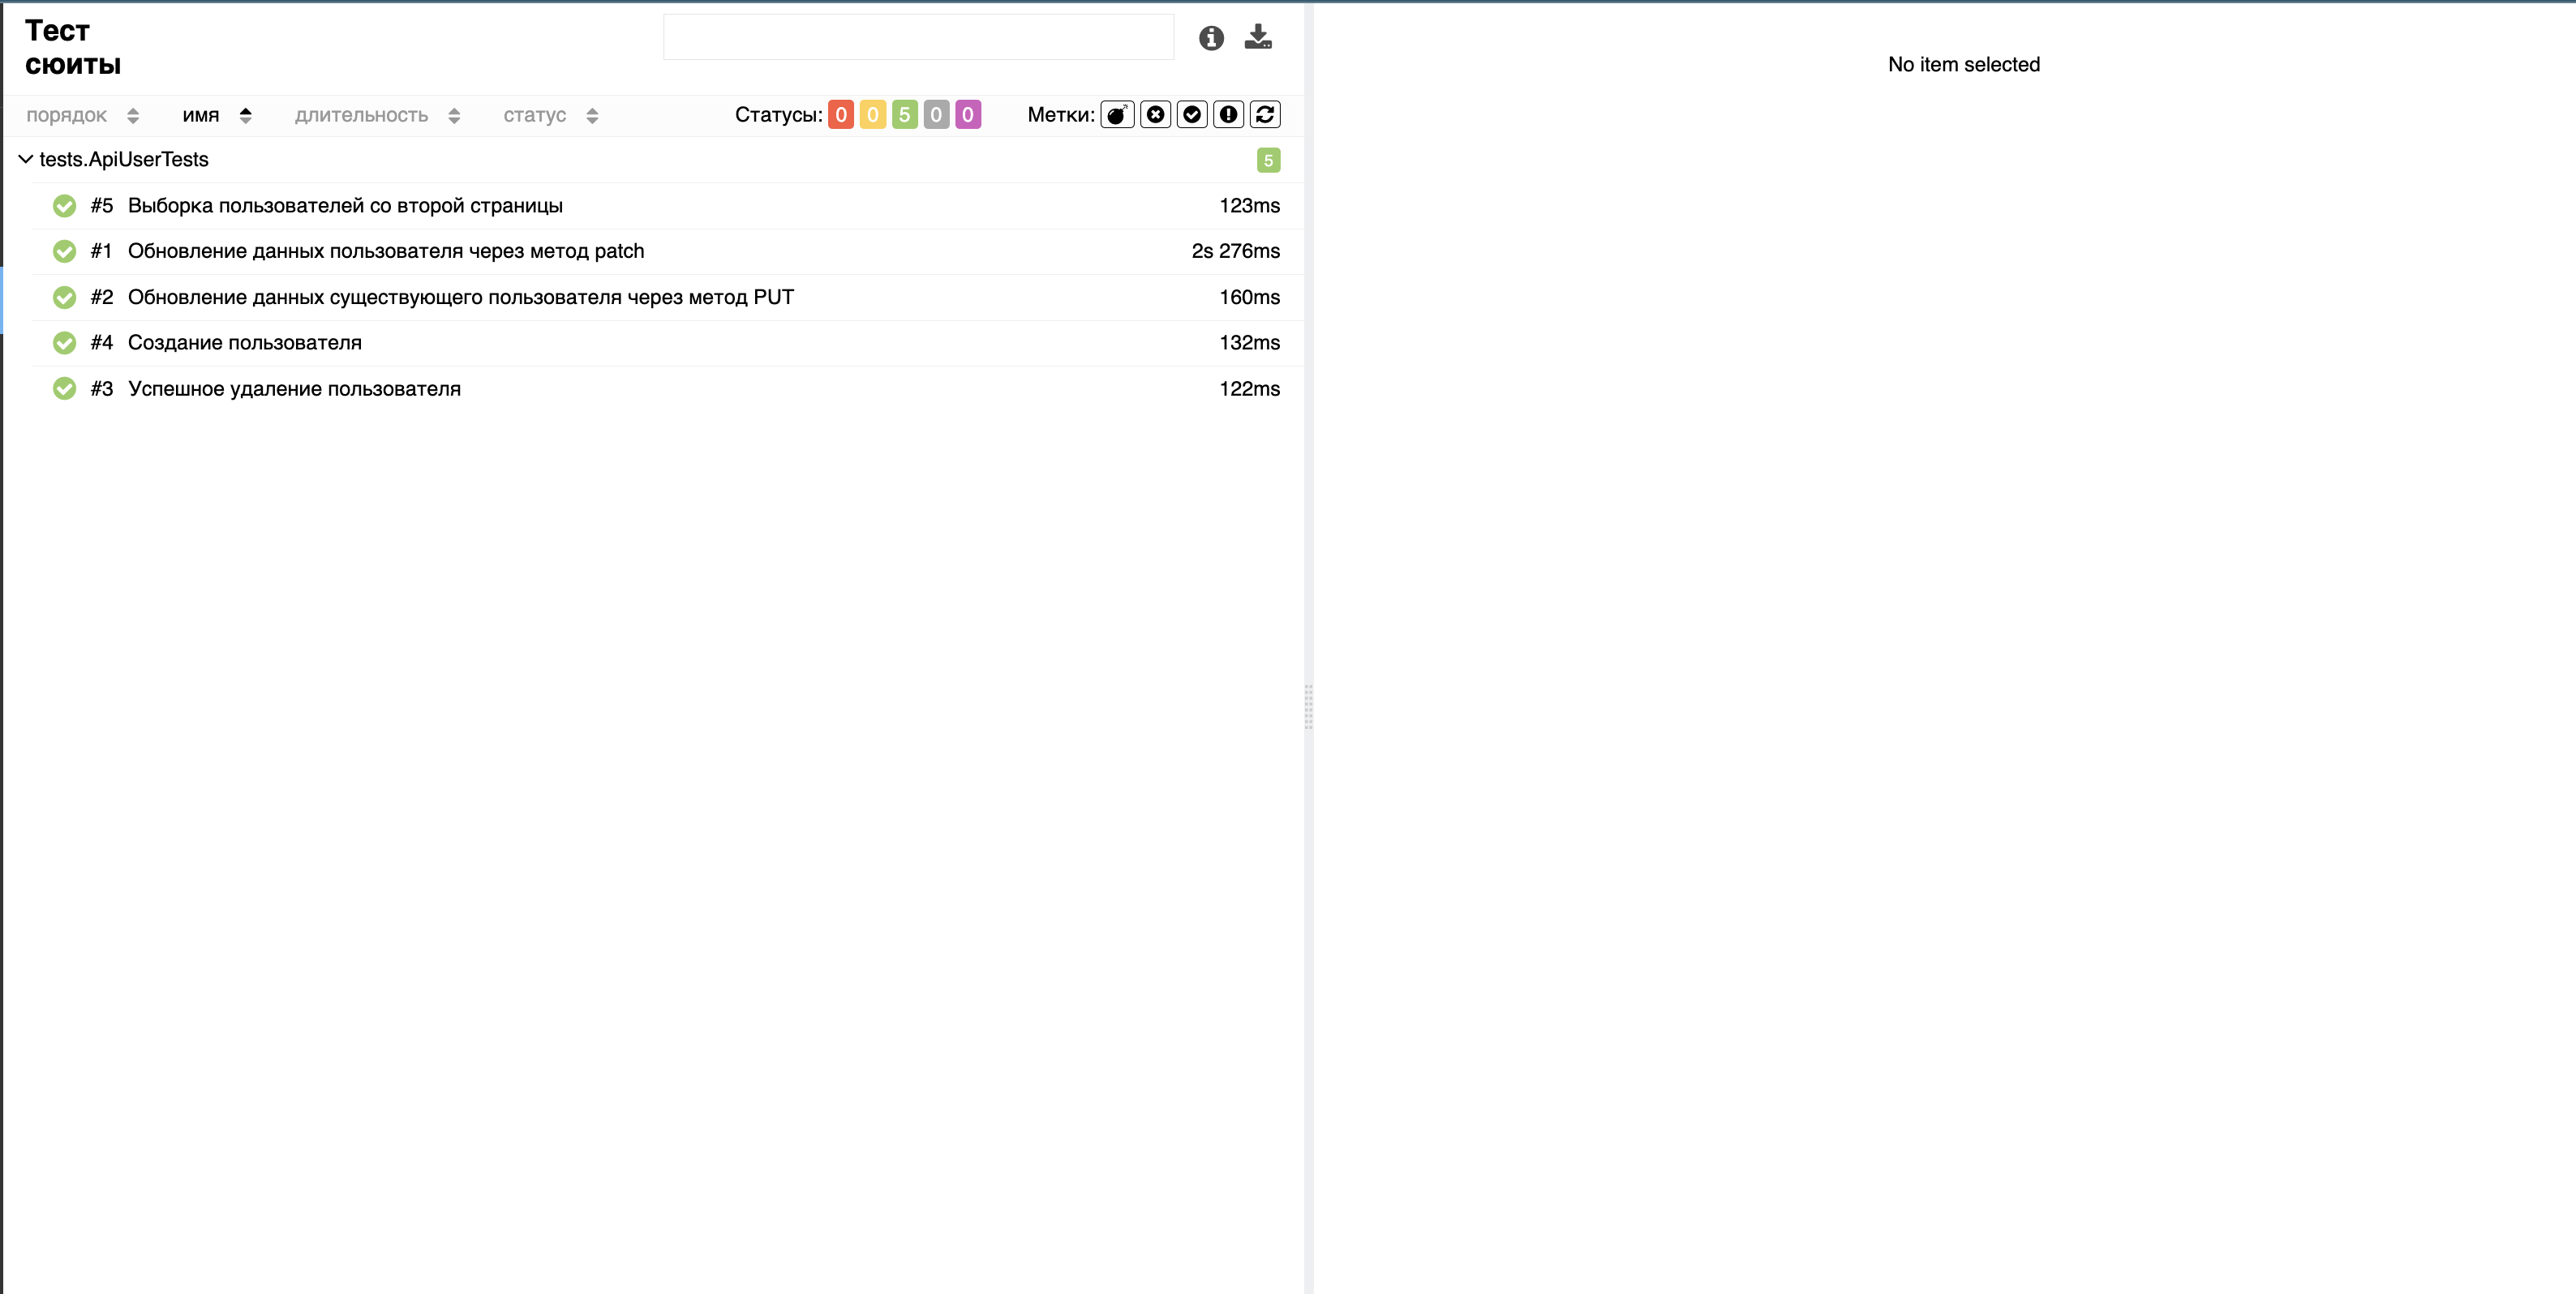 Тест
сюиты
порядок имя длительность статус Статусы: 0 0 5 0 0 Метки:
tests.ApiUserTests 5
#5 Выборка пользователей со второй страницы 123ms
#1 Обновление данных пользователя через метод patch 2s 276ms
#2 Обновление данных существующего пользователя через метод PUT 160ms
#4 Создание пользователя 132ms
#3 Успешное удаление пользователя 122ms
No item selected